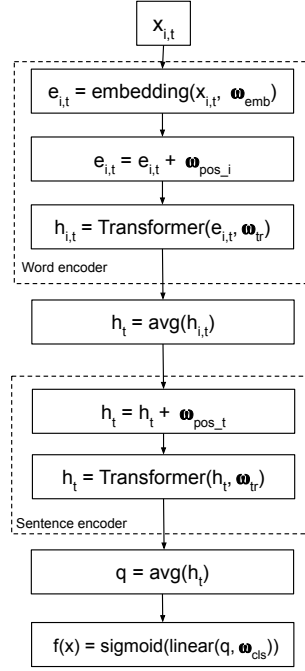 x_{i,t}
e_{i,t} = embedding(x_{i,t}, ω_{emb})
e_{i,t} = e_{i,t} + ω_{pos_i}
h_{i,t} = Transformer(e_{i,t}, ω_{tr})
Word encoder
h_t = avg(h_{i,t})
h_t = h_t + ω_{pos_t}
h_t = Transformer(h_t, ω_{tr})
Sentence encoder
q = avg(h_t)
f(x) = sigmoid(linear(q, ω_{cls}))